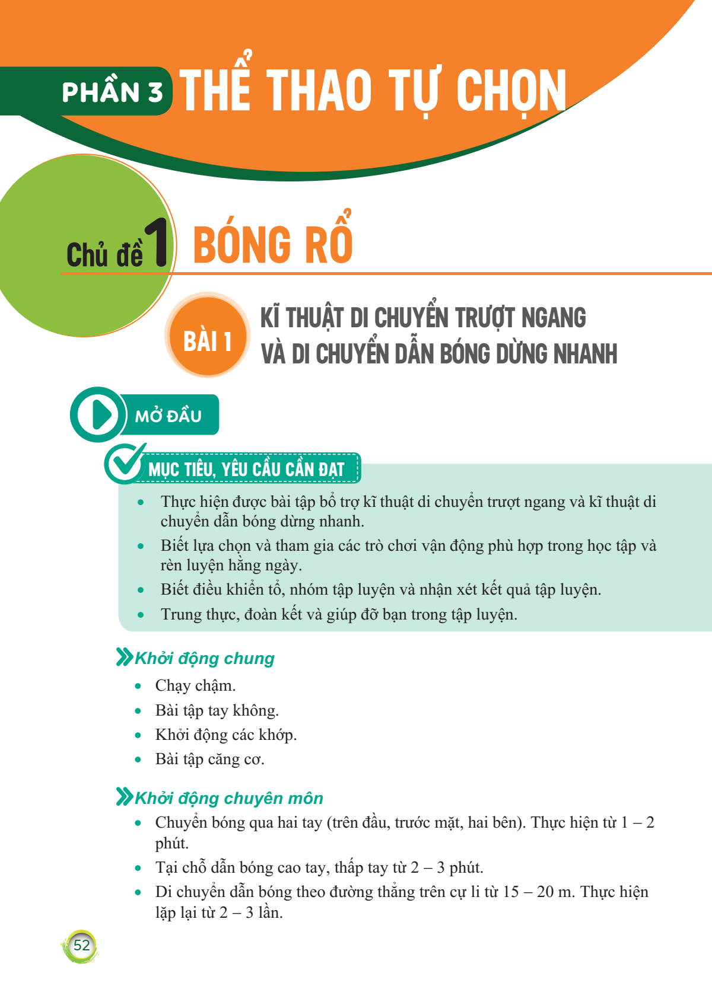 PHẦN 3 THỂ THAO TỰ CHỌN
Chủ đề 1 BÓNG RỔ
BÀI 1
KĨ THUẬT DI CHUYỂN TRƯỢT NGANG
VÀ DI CHUYỂN DẪN BÓNG DỪNG NHANH
MỞ ĐẦU
MỤC TIÊU, YÊU CẦU CẦN ĐẠT
• Thực hiện được bài tập bổ trợ kĩ thuật di chuyển trượt ngang và kĩ thuật di
chuyển dẫn bóng dừng nhanh.
• Biết lựa chọn và tham gia các trò chơi vận động phù hợp trong học tập và
rèn luyện hằng ngày.
• Biết điều khiển tổ, nhóm tập luyện và nhận xét kết quả tập luyện.
• Trung thực, đoàn kết và giúp đỡ bạn trong tập luyện.
Khởi động chung
• Chạy chậm.
• Bài tập tay không.
• Khởi động các khớp.
• Bài tập căng cơ.
Khởi động chuyên môn
• Chuyển bóng qua hai tay (trên đầu, trước mặt, hai bên). Thực hiện từ 1 – 2
phút.
• Tại chỗ dẫn bóng cao tay, thấp tay từ 2 – 3 phút.
• Di chuyển dẫn bóng theo đường thẳng trên cự li từ 15 – 20 m. Thực hiện
lặp lại từ 2 – 3 lần.
52